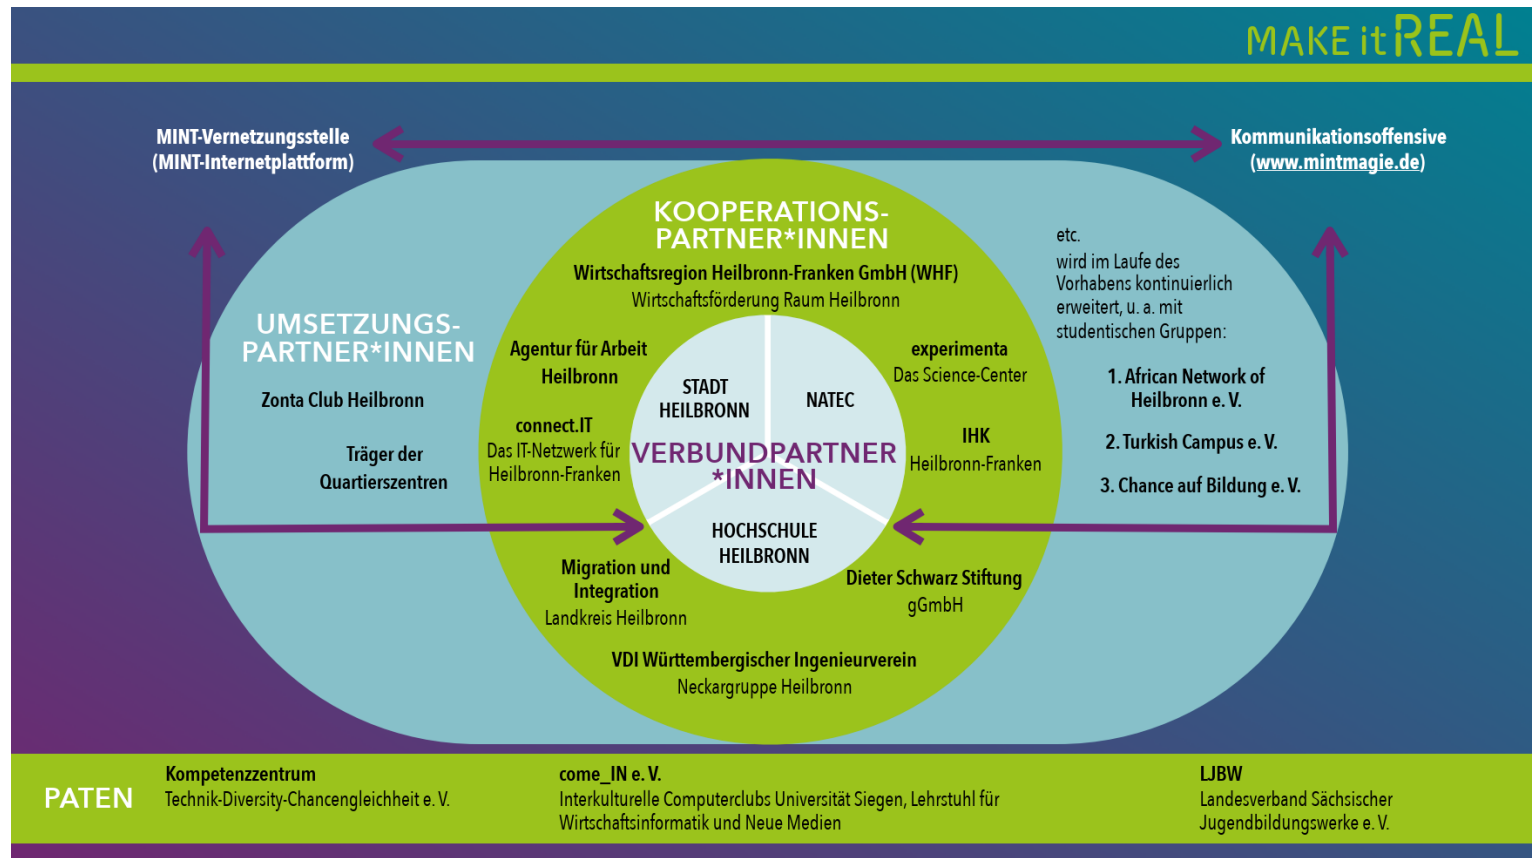 MAKE it REAL
MINT-Vernetzungsstelle
(MINT-Internetplattform)
Kommunikationsoffensive
(www.mintmagie.de)
KOOPERATIONS-
PARTNER*INNEN
Wirtschaftsregion Heilbronn-Franken GmbH (WHF)
Wirtschaftsförderung Raum Heilbronn
Agentur für Arbeit
Heilbronn
connect.IT
Das IT-Netzwerk für
Heilbronn-Franken
experimenta
Das Science-Center
IHK
Heilbronn-Franken
Migration und
Integration
Landkreis Heilbronn
Dieter Schwarz Stiftung
gGmbH
VDI Württembergischer Ingenieurverein
Neckargruppe Heilbronn
STADT
HEILBRONN
NATEC
VERBUNDPARTNER
*INNEN
HOCHSCHULE
HEILBRONN
UMSETZUNGS-
PARTNER*INNEN
Zonta Club Heilbronn
Träger der
Quartierszentren
etc.
wird im Laufe des
Vorhabens kontinuierlich
erweitert, u. a. mit
studentischen Gruppen:
1. African Network of
Heilbronn e. V.
2. Turkish Campus e. V.
3. Chance auf Bildung e. V.
PATEN
Kompetenzzentrum
Technik-Diversity-Chancengleichheit e. V.
come_IN e. V.
Interkulturelle Computerclubs Universität Siegen, Lehrstuhl für
Wirtschaftsinformatik und Neue Medien
LJBW
Landesverband Sächsischer
Jugendbildungswerke e. V.